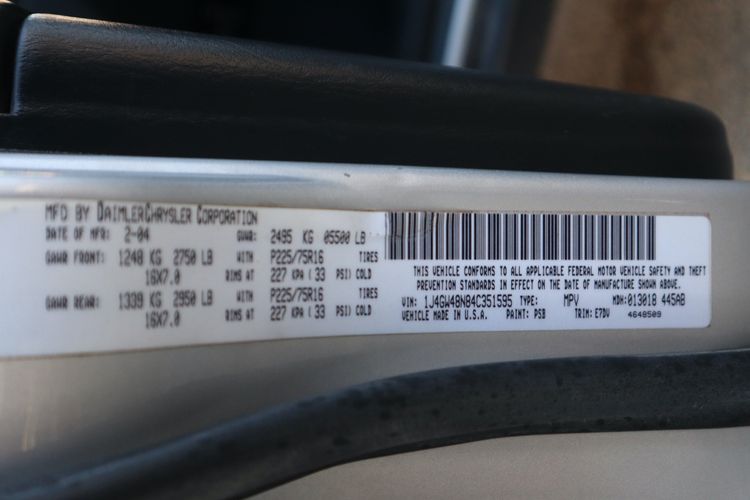 MFD BY DAIMLERCHRYSLER CORPORATION
DATE OF MFR: 2-04 GVWR: 2495 KG 05500 LB
GAWR FRONT: 1248 KG 2750 LB WITH P225/75R16 TIRES
16X7.0 RIMS AT 227 KPA ( 33 PSI) COLD
GAWR REAR: 1339 KG 2950 LB WITH P225/75R16 TIRES
16X7.0 RIMS AT 227 KPA ( 33 PSI) COLD
THIS VEHICLE CONFORMS TO ALL APPLICABLE FEDERAL MOTOR VEHICLE SAFETY AND THEFT
PREVENTION STANDARDS IN EFFECT ON THE DATE OF MANUFACTURE SHOWN ABOVE.
VIN: 1J4GW48N84C351595 TYPE: MPV MDH: 013018 445AB
VEHICLE MADE IN U.S.A. PAINT: PSB TRIM: E7DV 4648509